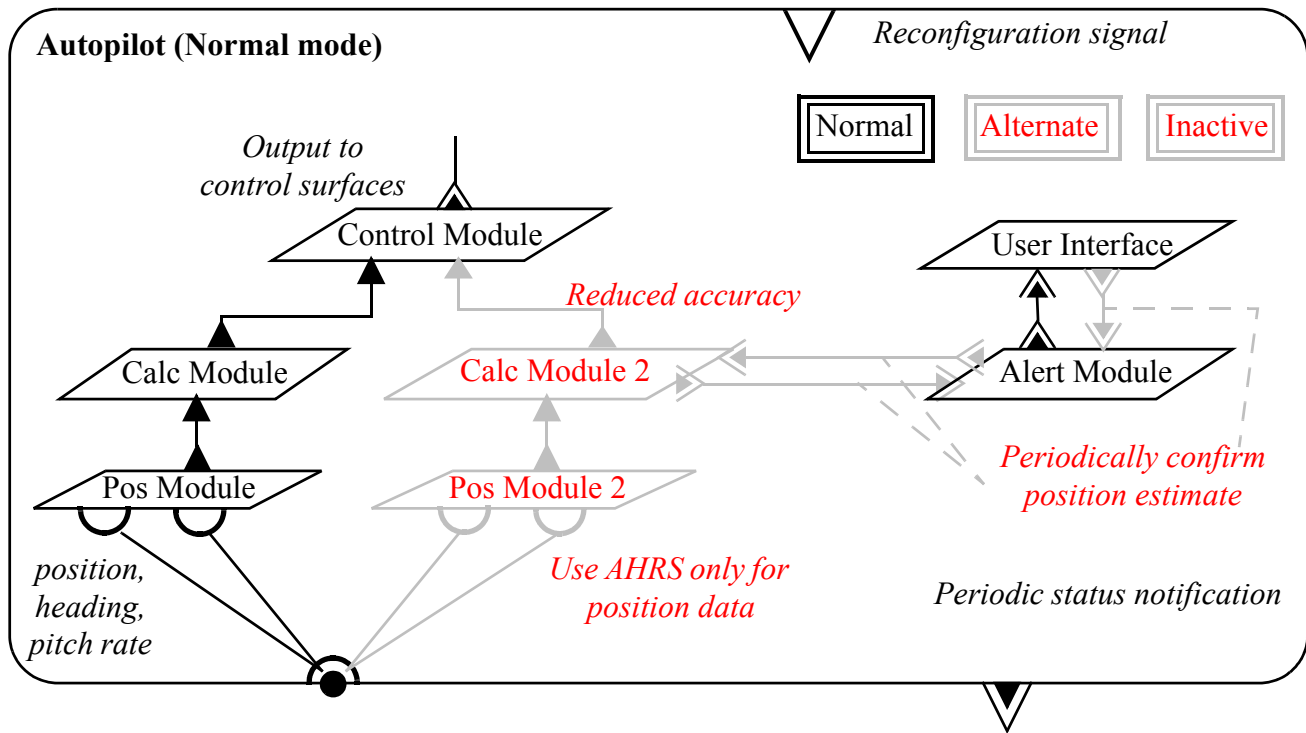 Autopilot (Normal mode)
Reconfiguration signal
Normal
Alternate
Inactive
Output to
control surfaces
Control Module
User Interface
Reduced accuracy
Calc Module
Calc Module 2
Alert Module
Pos Module
Pos Module 2
Periodically confirm
position estimate
position,
heading,
pitch rate
Use AHRS only for
position data
Periodic status notification